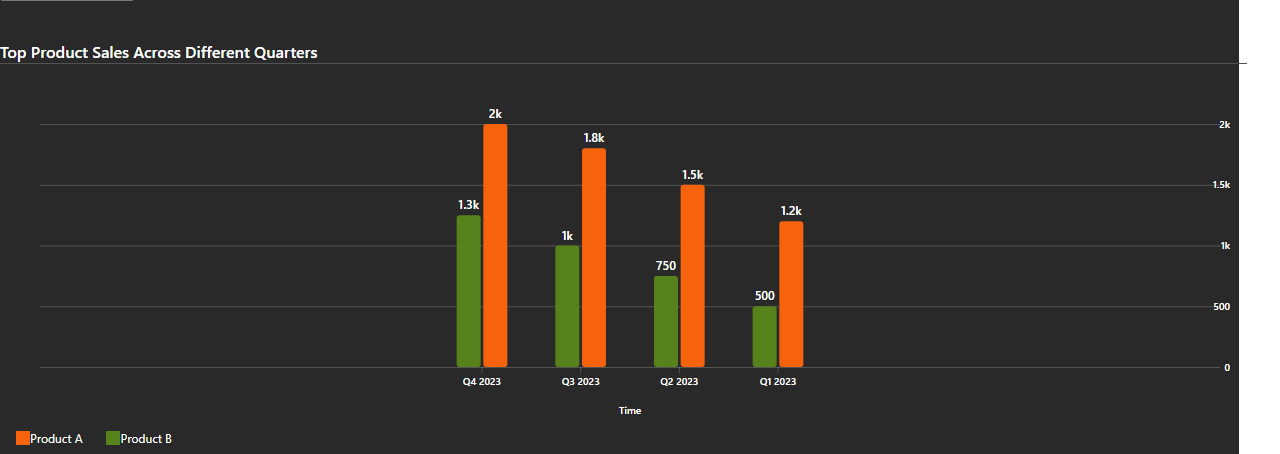 Top Product Sales Across Different Quarters
2k
1.8k
1.5k
1.2k
1.3k
1k
750
500
2k
1.5k
1k
500
0
Q4 2023 Q3 2023 Q2 2023 Q1 2023
Time
Product A Product B